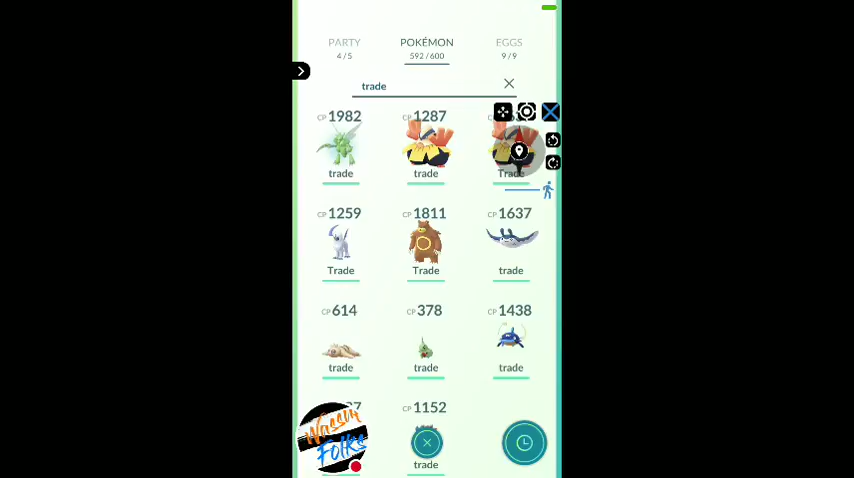 PARTY POKÉMON EGGS
4 / 5 592 / 600 9 / 9
trade
CP 1982 CP 1287
trade trade Trade
CP 1259 CP 1811 CP 1637
Trade Trade trade
CP 614 CP 378 CP 1438
trade trade trade
CP 1152
Wassup
Folks
trade